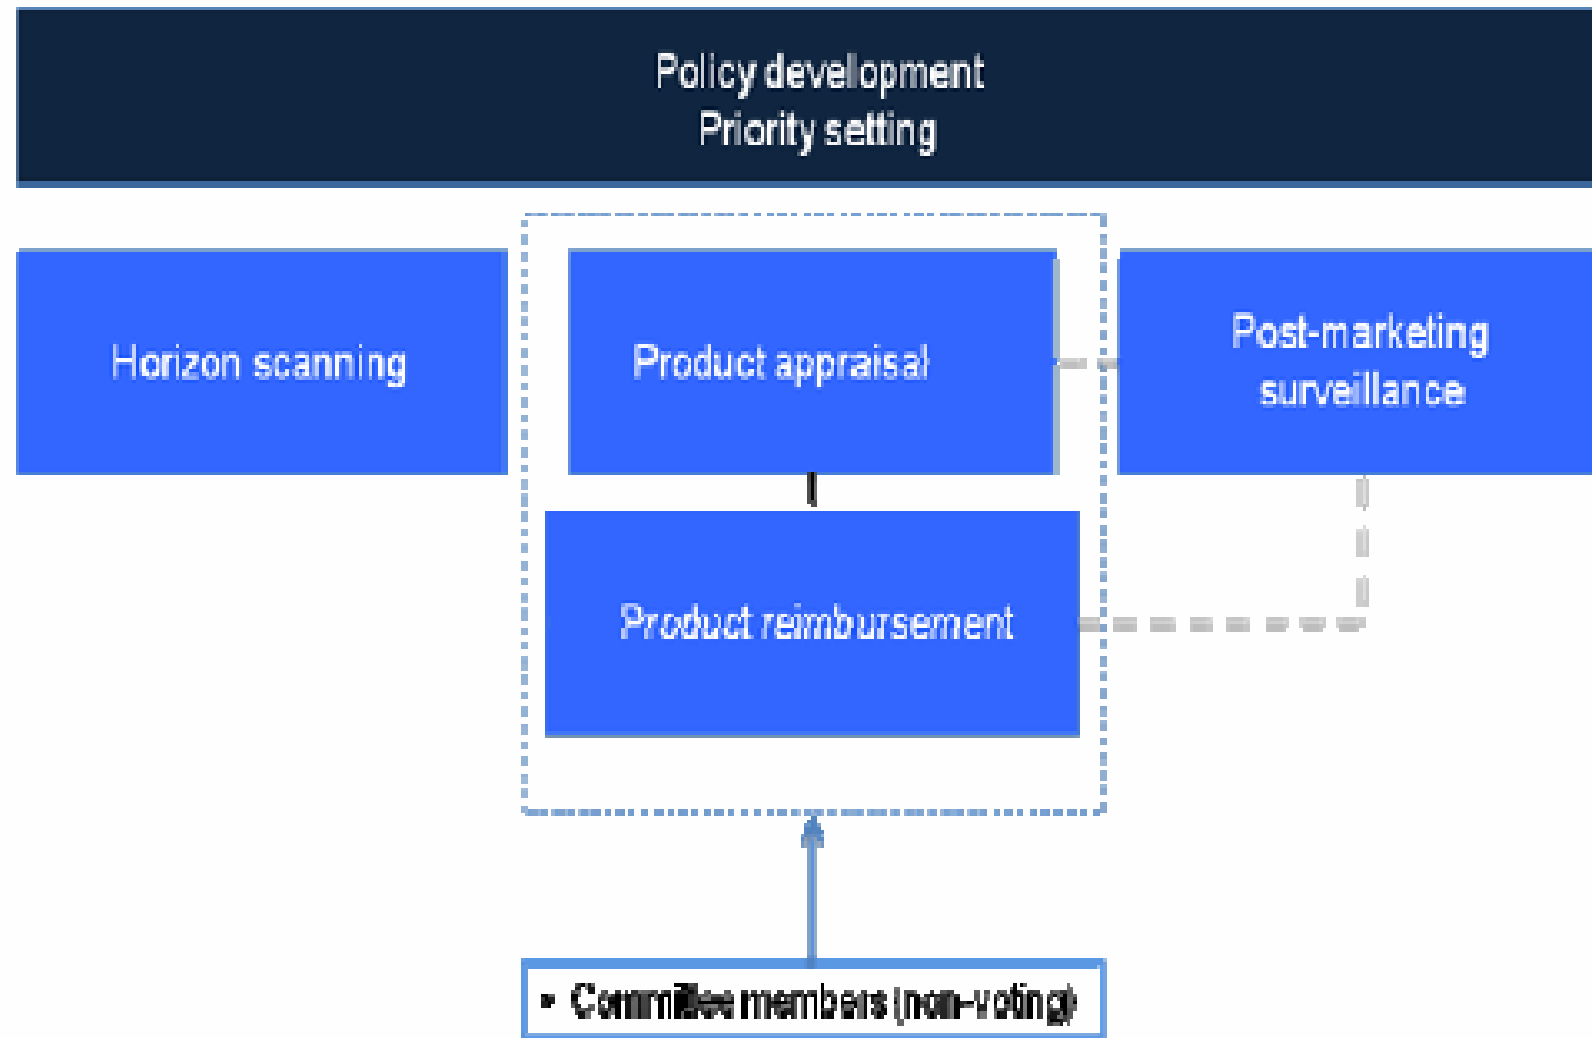 Policy development
Priority setting
Horizon scanning
Product appraisal
Post-marketing
surveillance
Product reimbursement
• Committee members (non-voting)